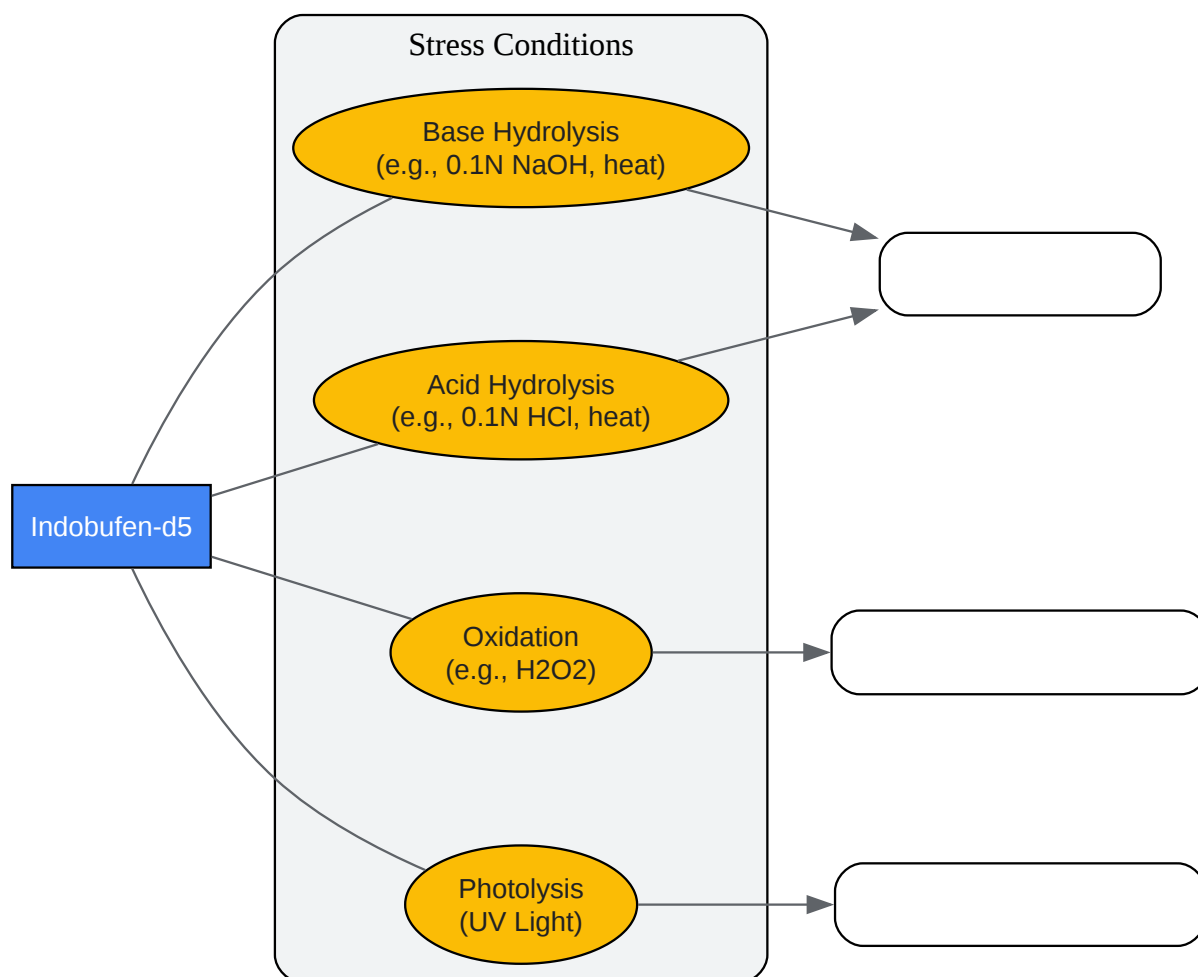 Stress Conditions
Base Hydrolysis
(e.g., 0.1N NaOH, heat)
Acid Hydrolysis
(e.g., 0.1N HCl, heat)
Indobufen-d5
Oxidation
(e.g., H2O2)
Photolysis
(UV Light)